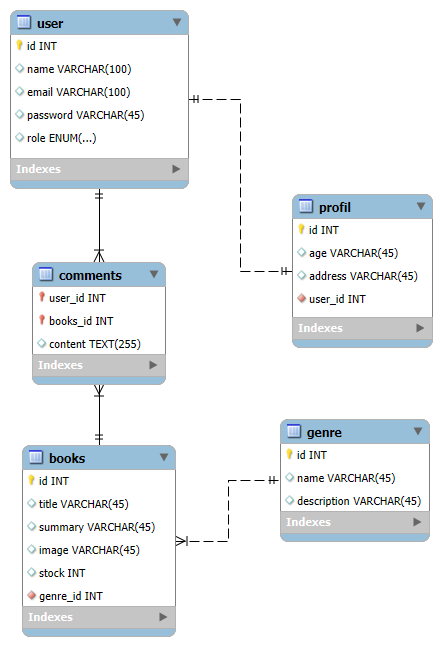 user
id INT
name VARCHAR(100)
email VARCHAR(100)
password VARCHAR(45)
role ENUM(...)
Indexes
profil
id INT
age VARCHAR(45)
address VARCHAR(45)
user_id INT
Indexes
comments
user_id INT
books_id INT
content TEXT(255)
Indexes
books
id INT
title VARCHAR(45)
summary VARCHAR(45)
image VARCHAR(45)
stock INT
genre_id INT
Indexes
genre
id INT
name VARCHAR(45)
description VARCHAR(45)
Indexes